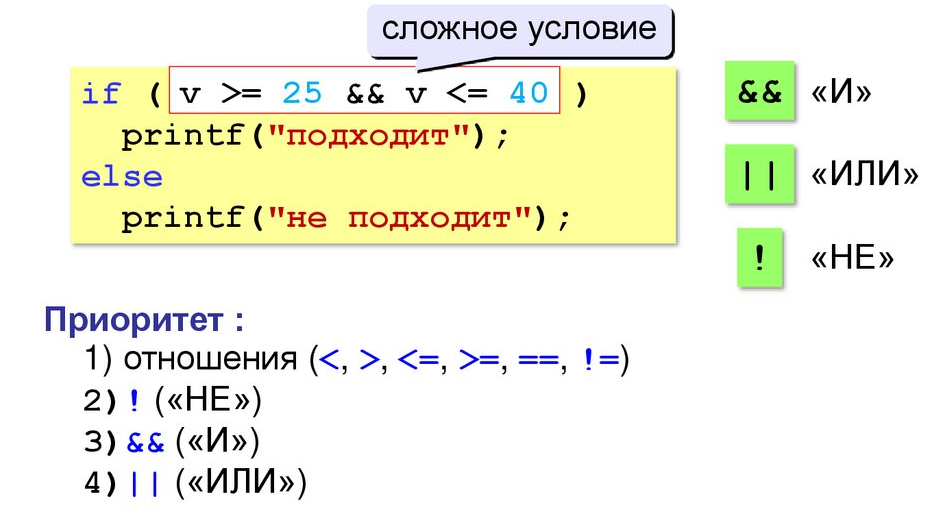 сложное условие
if ( v >= 25 && v <= 40 )
printf("подходит");
else
printf("не подходит");
&& «И»
|| «ИЛИ»
! «НЕ»
Приоритет :
1) отношения (<, >, <=, >=, ==, !=)
2) ! («НЕ»)
3) && («И»)
4) || («ИЛИ»)